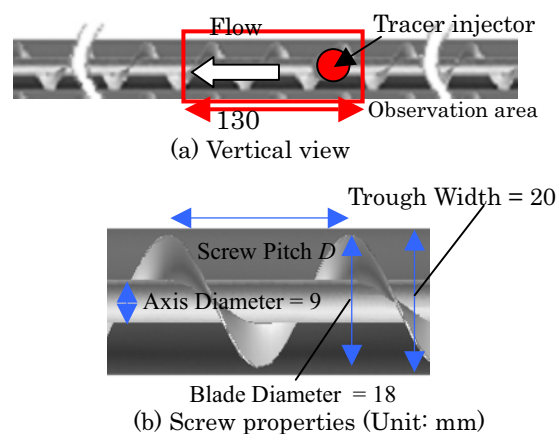 Flow
Tracer injector
130
Observation area
(a) Vertical view
Trough Width = 20
Screw Pitch D
Axis Diameter = 9
Blade Diameter = 18
(b) Screw properties (Unit: mm)